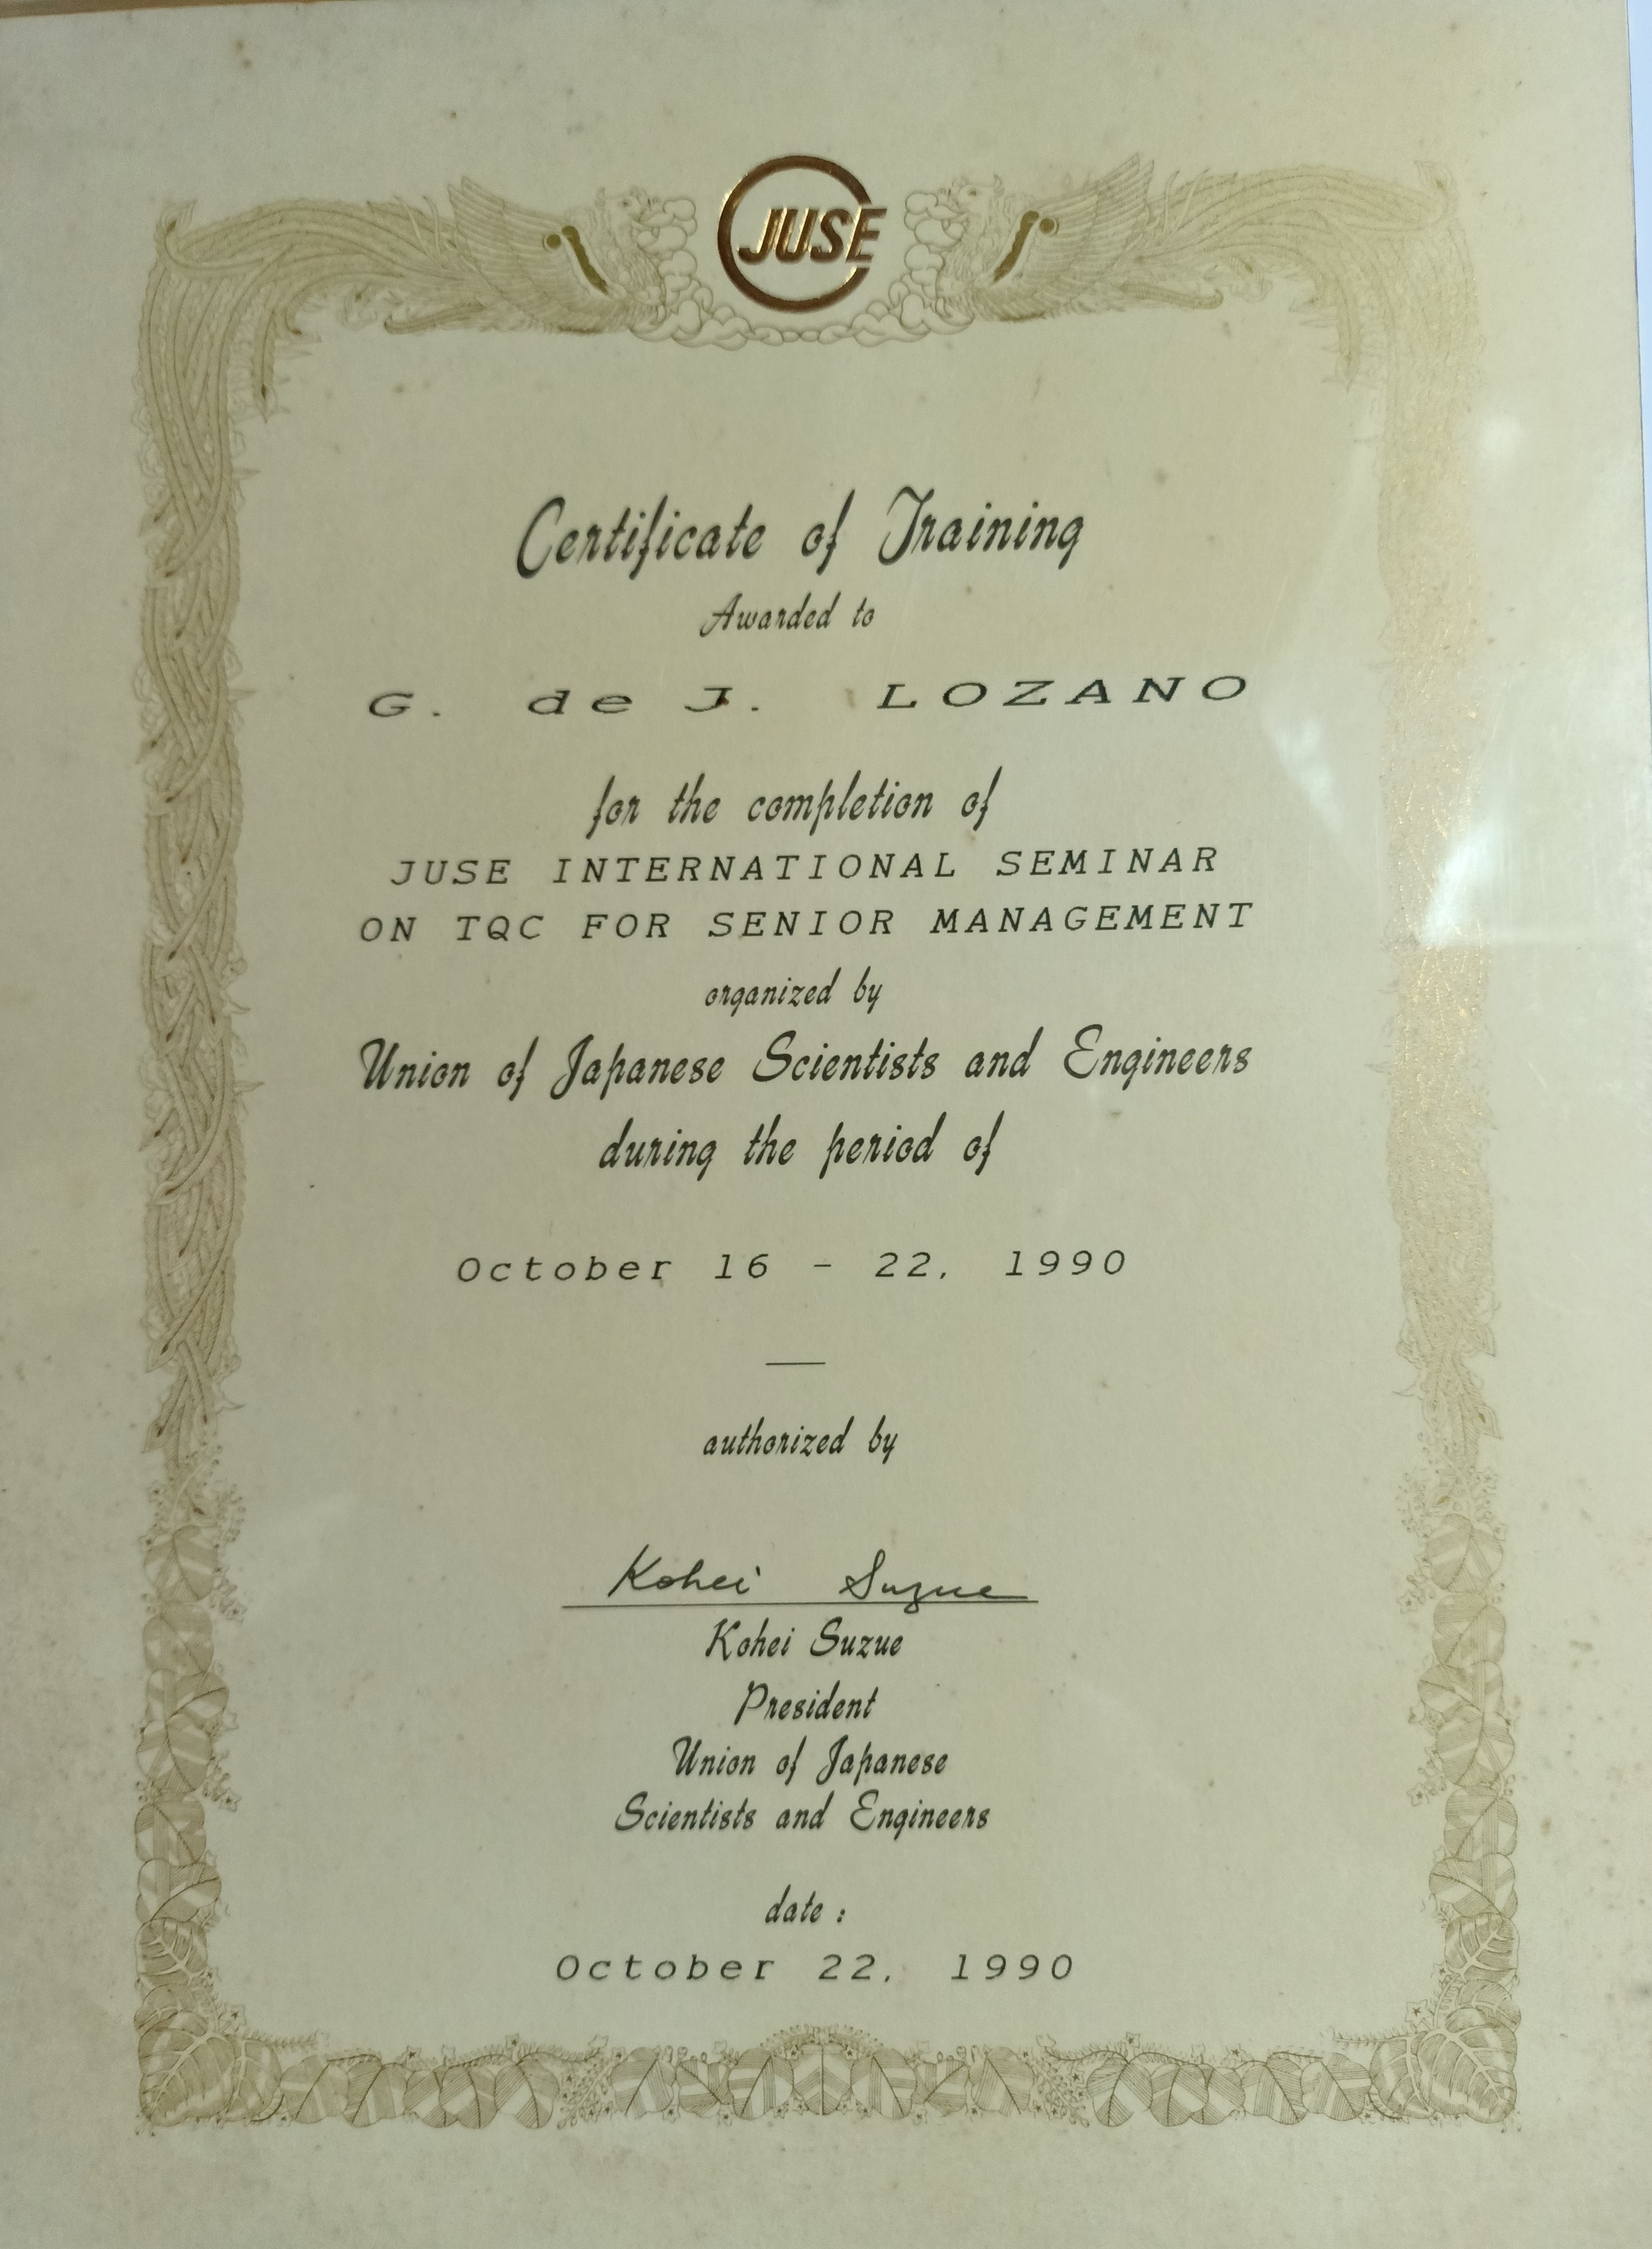 JUSE
Certificate of Training
Awarded to
G. de J. LOZANO
for the completion of
JUSE INTERNATIONAL SEMINAR
ON TQC FOR SENIOR MANAGEMENT
organized by
Union of Japanese Scientists and Engineers
during the period of
October 16 - 22, 1990
authorized by
Kohei Suzue
Kohei Suzue
President
Union of Japanese
Scientists and Engineers
date :
October 22, 1990